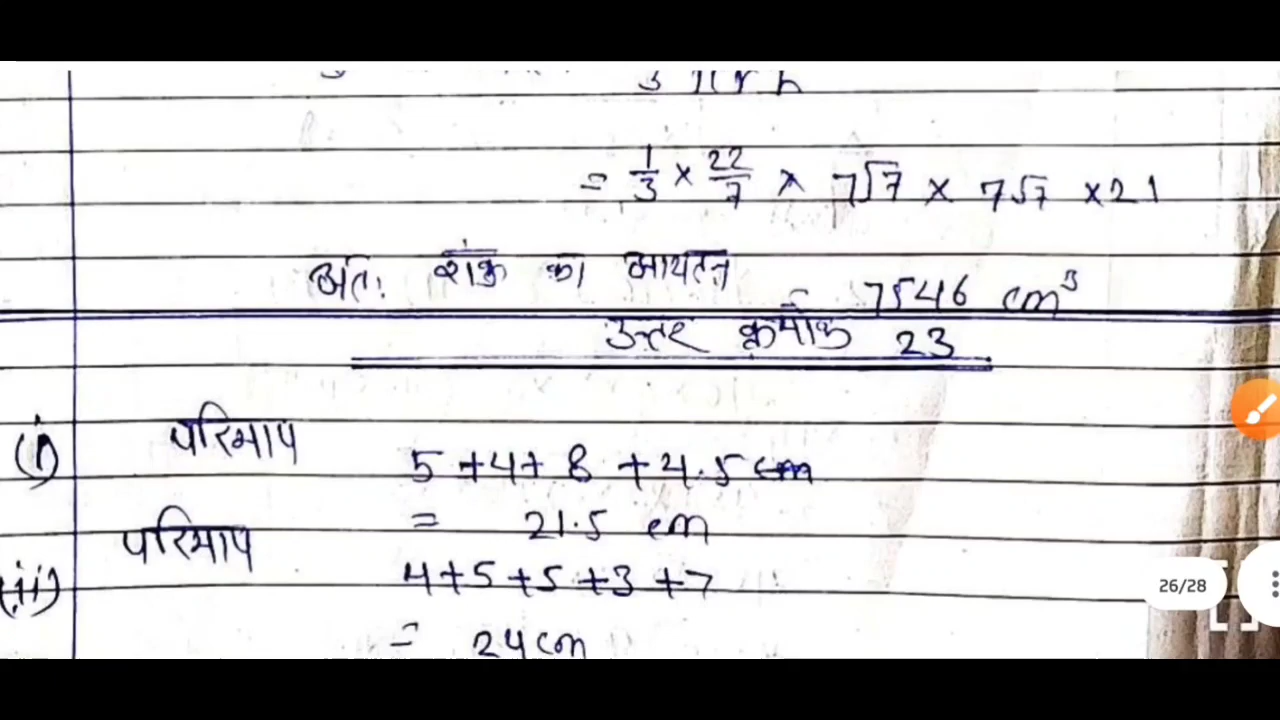 = 1/3 × 22/7 × 7√7 × 7√7 × 21
अतः शंकु का आयतन = 7546 cm³
उत्तर क्रमांक 23
(i) परिमाप 5 + 4 + 8 + 4.5 cm
= 21.5 cm
(ii) परिमाप 4 + 5 + 5 + 3 + 7
= 24 cm
26/28